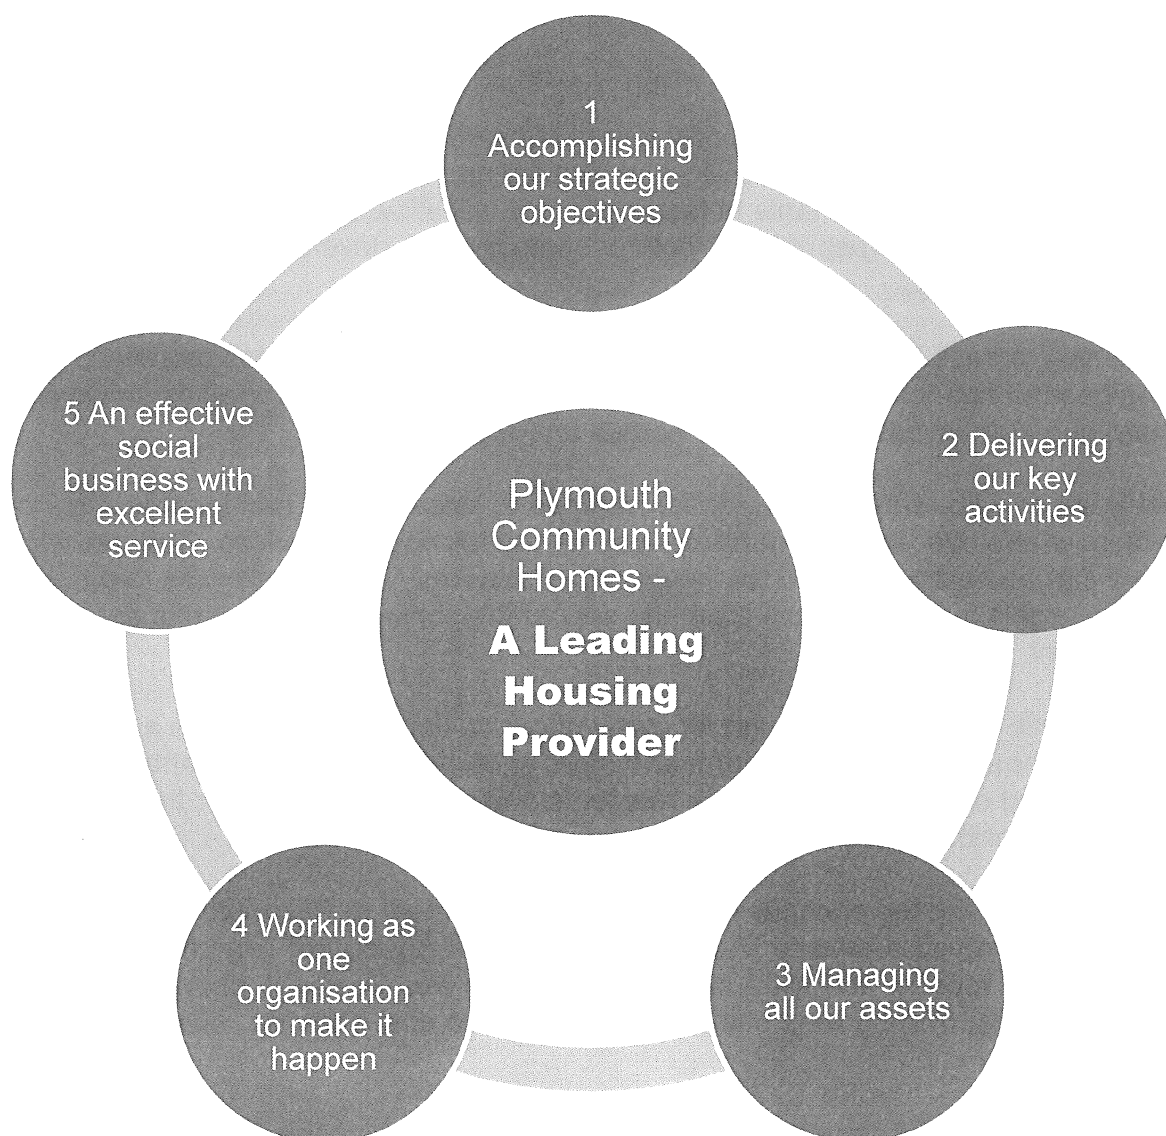 1
Accomplishing
our strategic
objectives
2 Delivering
our key
activities
3 Managing
all our assets
4 Working as
one
organisation
to make it
happen
5 An effective
social
business with
excellent
service
Plymouth
Community
Homes -
A Leading
Housing
Provider